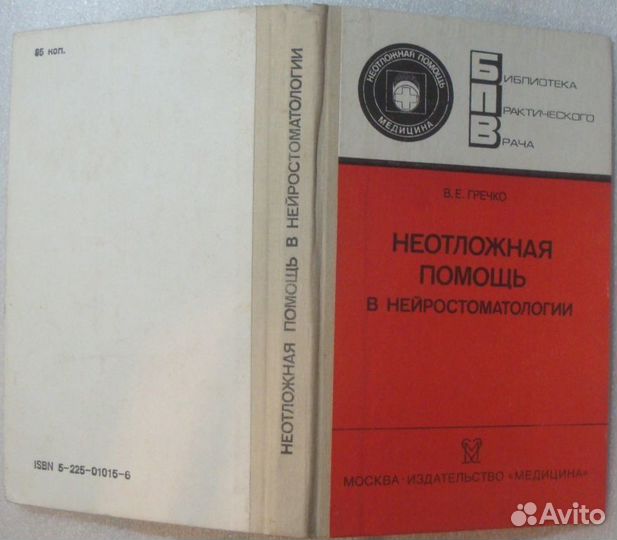 85 коп.
ISBN 5-225-01015-6
НЕОТЛОЖНАЯ ПОМОЩЬ В НЕЙРОСТОМАТОЛОГИИ
НЕОТЛОЖНАЯ ПОМОЩЬ
МЕДИЦИНА
БИБЛИОТЕКА
ПРАКТИЧЕСКОГО
ВРАЧА
В. Е. ГРЕЧКО
НЕОТЛОЖНАЯ
ПОМОЩЬ
В НЕЙРОСТОМАТОЛОГИИ
МОСКВА · ИЗДАТЕЛЬСТВО «МЕДИЦИНА»
Avito